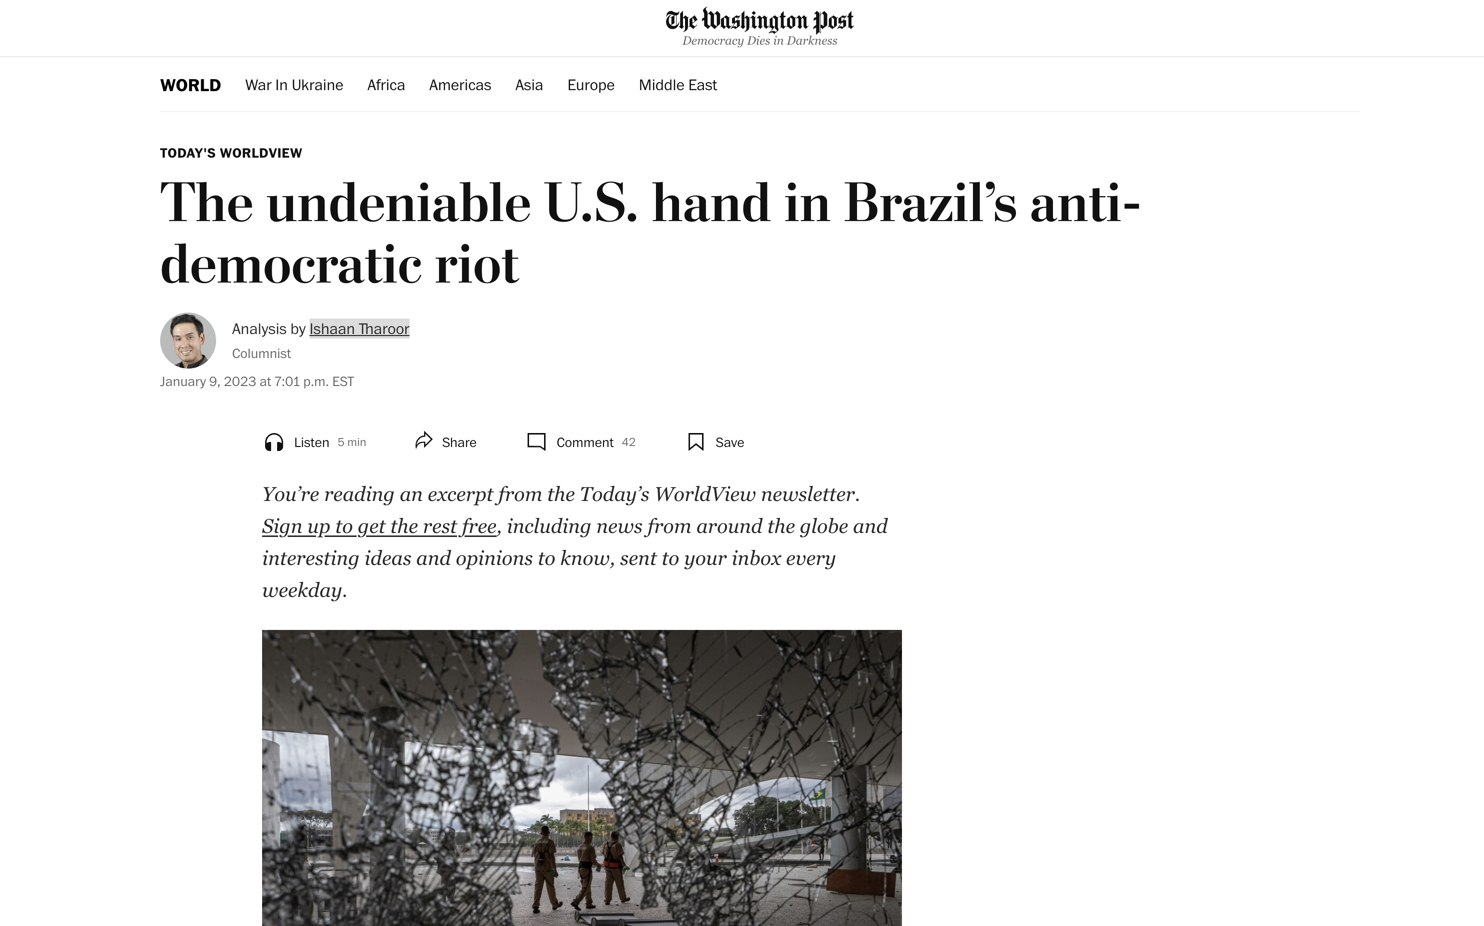 The Washington Post
Democracy Dies in Darkness
WORLD War In Ukraine Africa Americas Asia Europe Middle East
TODAY'S WORLDVIEW
The undeniable U.S. hand in Brazil’s anti-
democratic riot
Analysis by Ishaan Tharoor
Columnist
January 9, 2023 at 7:01 p.m. EST
Listen 5 min Share Comment 42 Save
You’re reading an excerpt from the Today’s WorldView newsletter.
Sign up to get the rest free, including news from around the globe and
interesting ideas and opinions to know, sent to your inbox every
weekday.